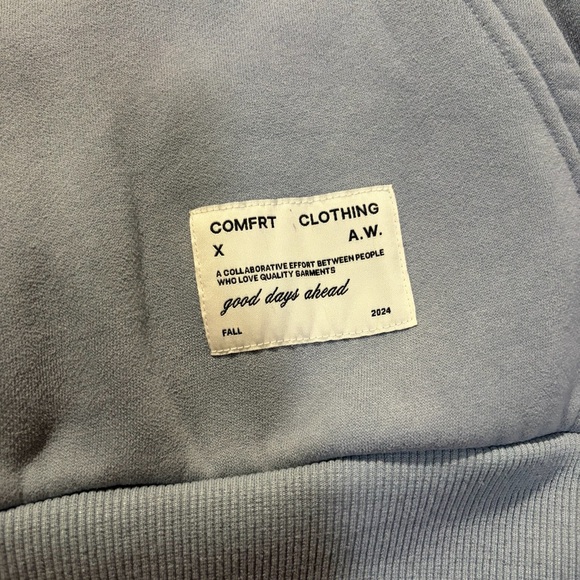 COMFRT CLOTHING
X A.W.
A COLLABORATIVE EFFORT BETWEEN PEOPLE
WHO LOVE QUALITY GARMENTS
good days ahead
FALL 2024